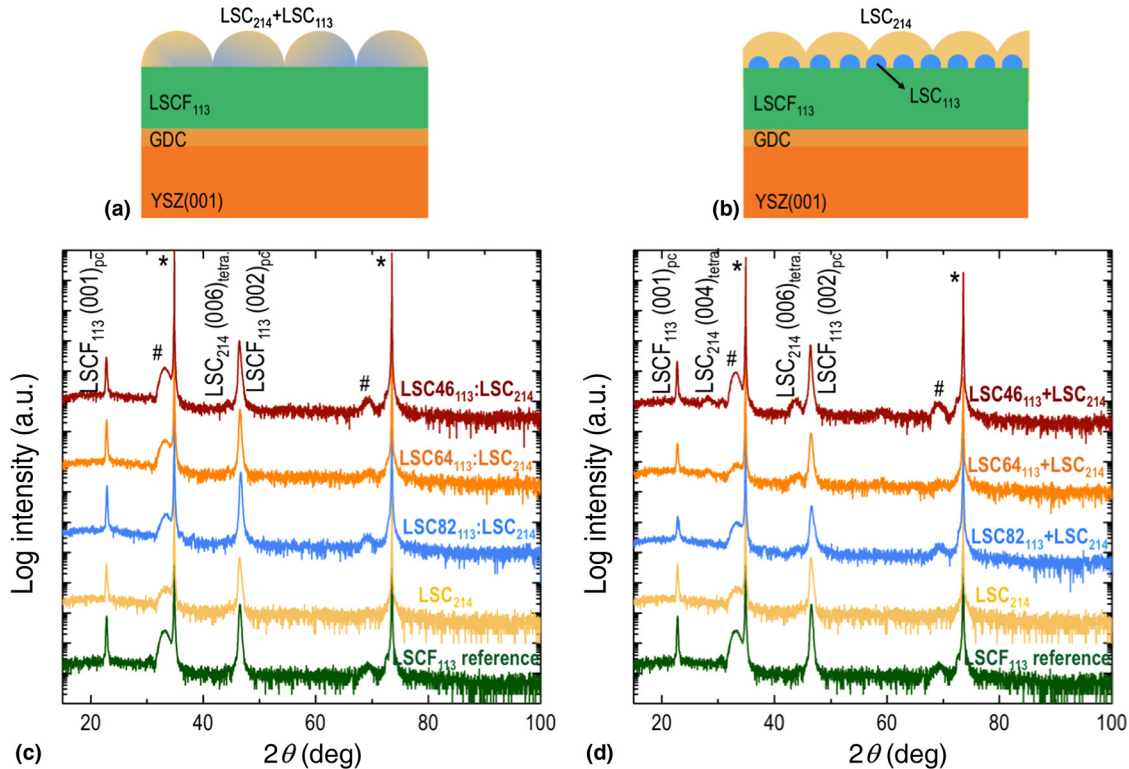 LSC₂₁₄+LSC₁₁₃
LSCF₁₁₃
GDC
YSZ(001)
(a)
LSC₂₁₄
LSCF₁₁₃
LSC₁₁₃
GDC
YSZ(001)
(b)
Log intensity (a.u.)
LSCF₁₁₃ (001)pc
*
#
LSC₂₁₄ (006)tetra.
LSCF₁₁₃ (002)pc
*
#
LSC46₁₁₃:LSC₂₁₄
LSC64₁₁₃:LSC₂₁₄
LSC82₁₁₃:LSC₂₁₄
LSC₂₁₄
SCF₁₁₃ reference
20 40 60 80 100
(c)
2θ (deg)
Log intensity (a.u.)
LSCF₁₁₃ (001)pc
LSC₂₁₄ (004)tetra.
*
#
LSC₂₁₄ (006)tetra.
LSCF₁₁₃ (002)pc
*
#
LSC46₁₁₃+LSC₂₁₄
LSC64₁₁₃+LSC₂₁₄
LSC82₁₁₃+LSC₂₁₄
LSC₂₁₄
SCF₁₁₃ reference
20 40 60 80 100
(d)
2θ (deg)